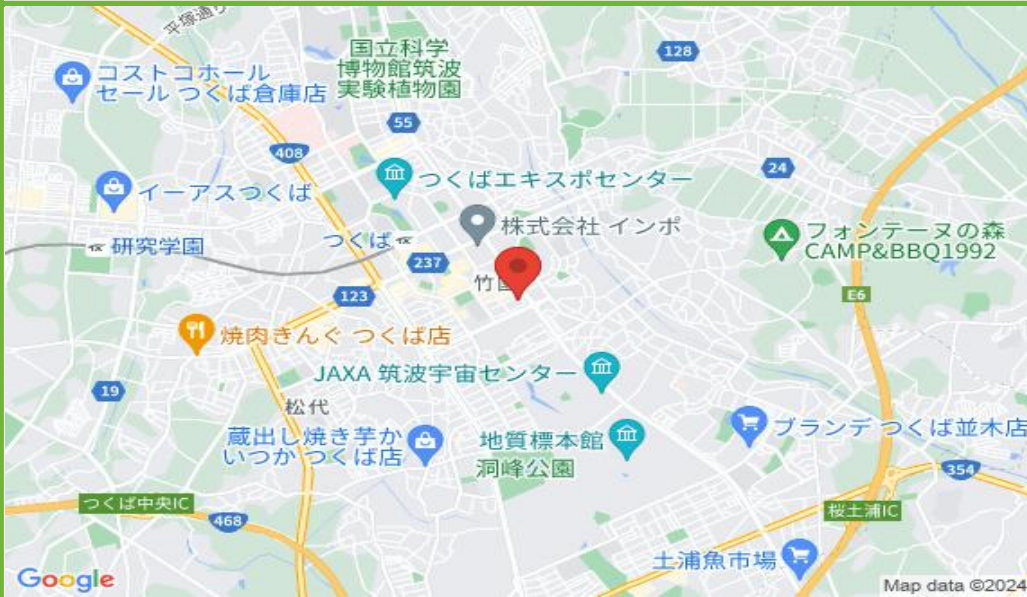 平塚通り
国立科学
博物館筑波
実験植物園
128
コストコホール
セール つくば倉庫店
55
408
24
つくばエキスポセンター
イーアスつくば
株式会社 インポ
フォンテーヌの森
CAMP&BBQ1992
つくば
研究学園
237
竹園
123
E6
焼肉きんぐ つくば店
JAXA 筑波宇宙センター
19
松代
蔵出し焼き芋か
いつか つくば店
地質標本館
洞峰公園
ブランデ つくば並木店
354
つくば中央IC
468
桜土浦IC
土浦魚市場
Google
Map data ©2024